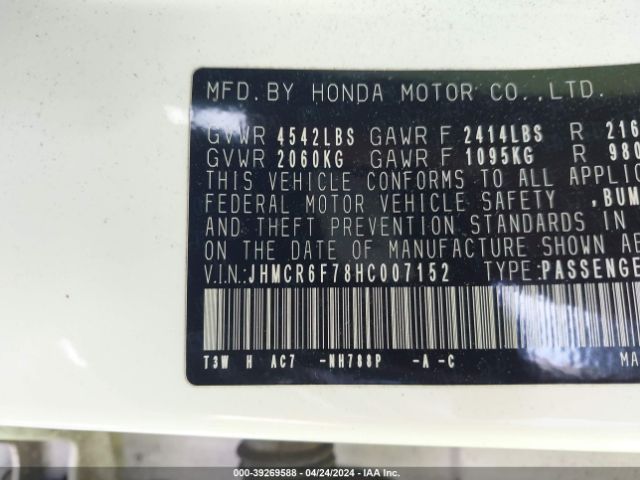 MFD.BY HONDA MOTOR CO.,LTD.
GVWR 4542LBS GAWR F 2414LBS R 216
GVWR 2060KG GAWR F 1095KG R 980
THIS VEHICLE CONFORMS TO ALL APPLIC
FEDERAL MOTOR VEHICLE SAFETY ,BUM
AND THEFT PREVENTION STANDARDS IN
ON THE DATE OF MANUFACTURE SHOWN AB
V.IN.: JHMCR6F78HC007152 TYPE:PASSENGE
T3W H AC7 -NH788P -A -C MA
000-39269588 - 04/24/2024 - IAA Inc.